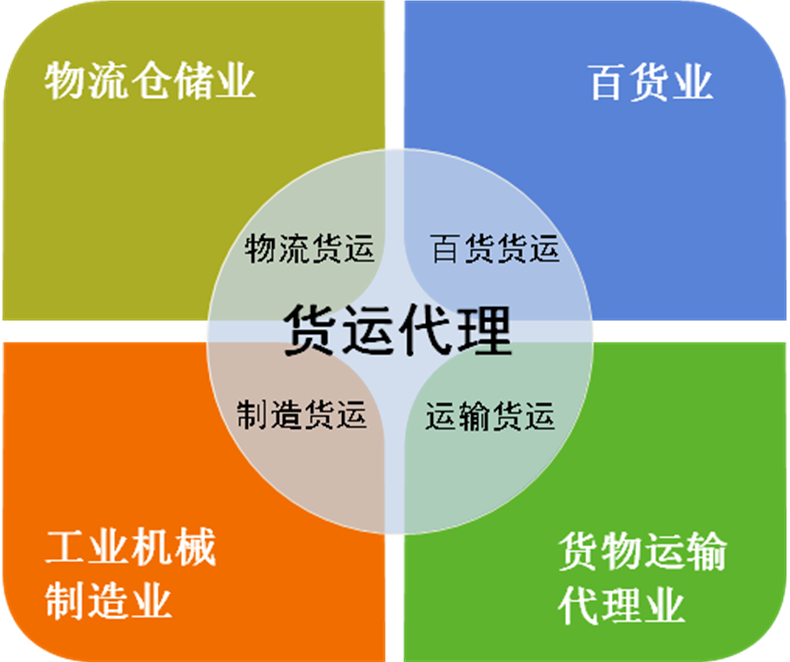 物流仓储业
百货业
物流货运
百货货运
货运代理
制造货运
运输货运
工业机械
制造业
货物运输
代理业